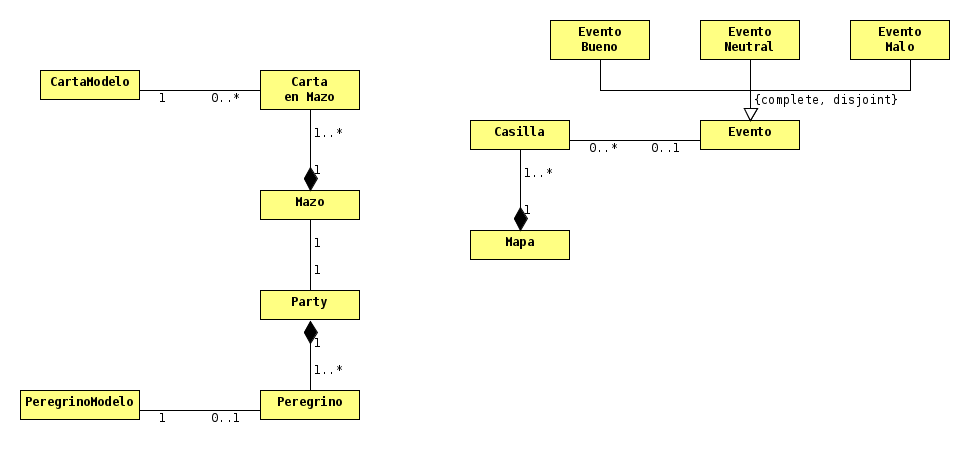 Evento
Bueno
Evento
Neutral
Evento
Malo
CartaModelo
1
0..*
Carta
en Mazo
{complete, disjoint}
Casilla
0..*
0..1
Evento
1..*
1
1..*
1
Mazo
Mapa
1
1
Party
1
1..*
PeregrinoModelo
1
0..1
Peregrino